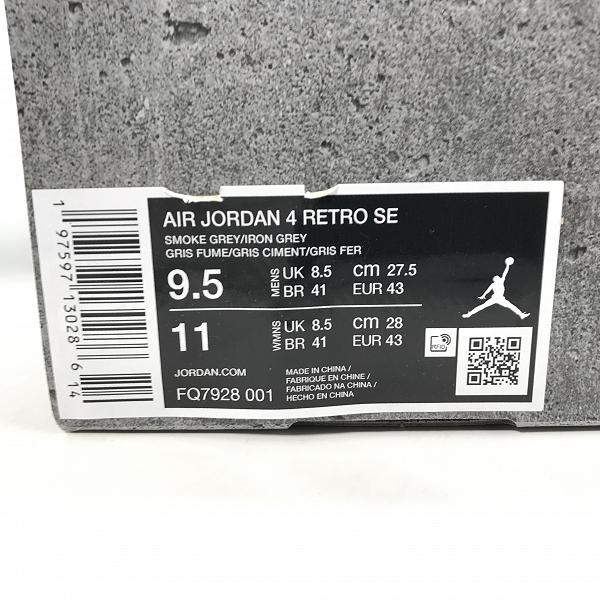 AIR JORDAN 4 RETRO SE
SMOKE GREY/IRON GREY
GRIS FUME/GRIS CIMENT/GRIS FER
9.5 MENS UK 8.5 cm 27.5
BR 41 EUR 43
11 WMNS UK 8.5 cm 28
BR 41 EUR 43
JORDAN.COM
FQ7928 001
MADE IN CHINA /
FABRIQUE EN CHINE /
FABRICADO NA CHINA /
HECHO EN CHINA
RFID
1 97597 13028 6 14